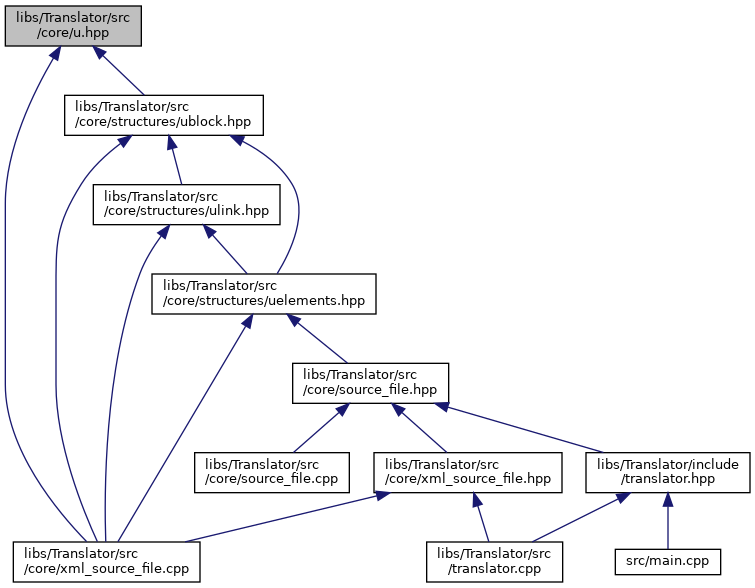 libs/Translator/src
/core/u.hpp
libs/Translator/src
/core/structures/ublock.hpp
libs/Translator/src
/core/structures/ulink.hpp
libs/Translator/src
/core/structures/uelements.hpp
libs/Translator/src
/core/source_file.hpp
libs/Translator/src
/core/source_file.cpp
libs/Translator/src
/core/xml_source_file.hpp
libs/Translator/include
/translator.hpp
libs/Translator/src
/core/xml_source_file.cpp
libs/Translator/src
/translator.cpp
src/main.cpp